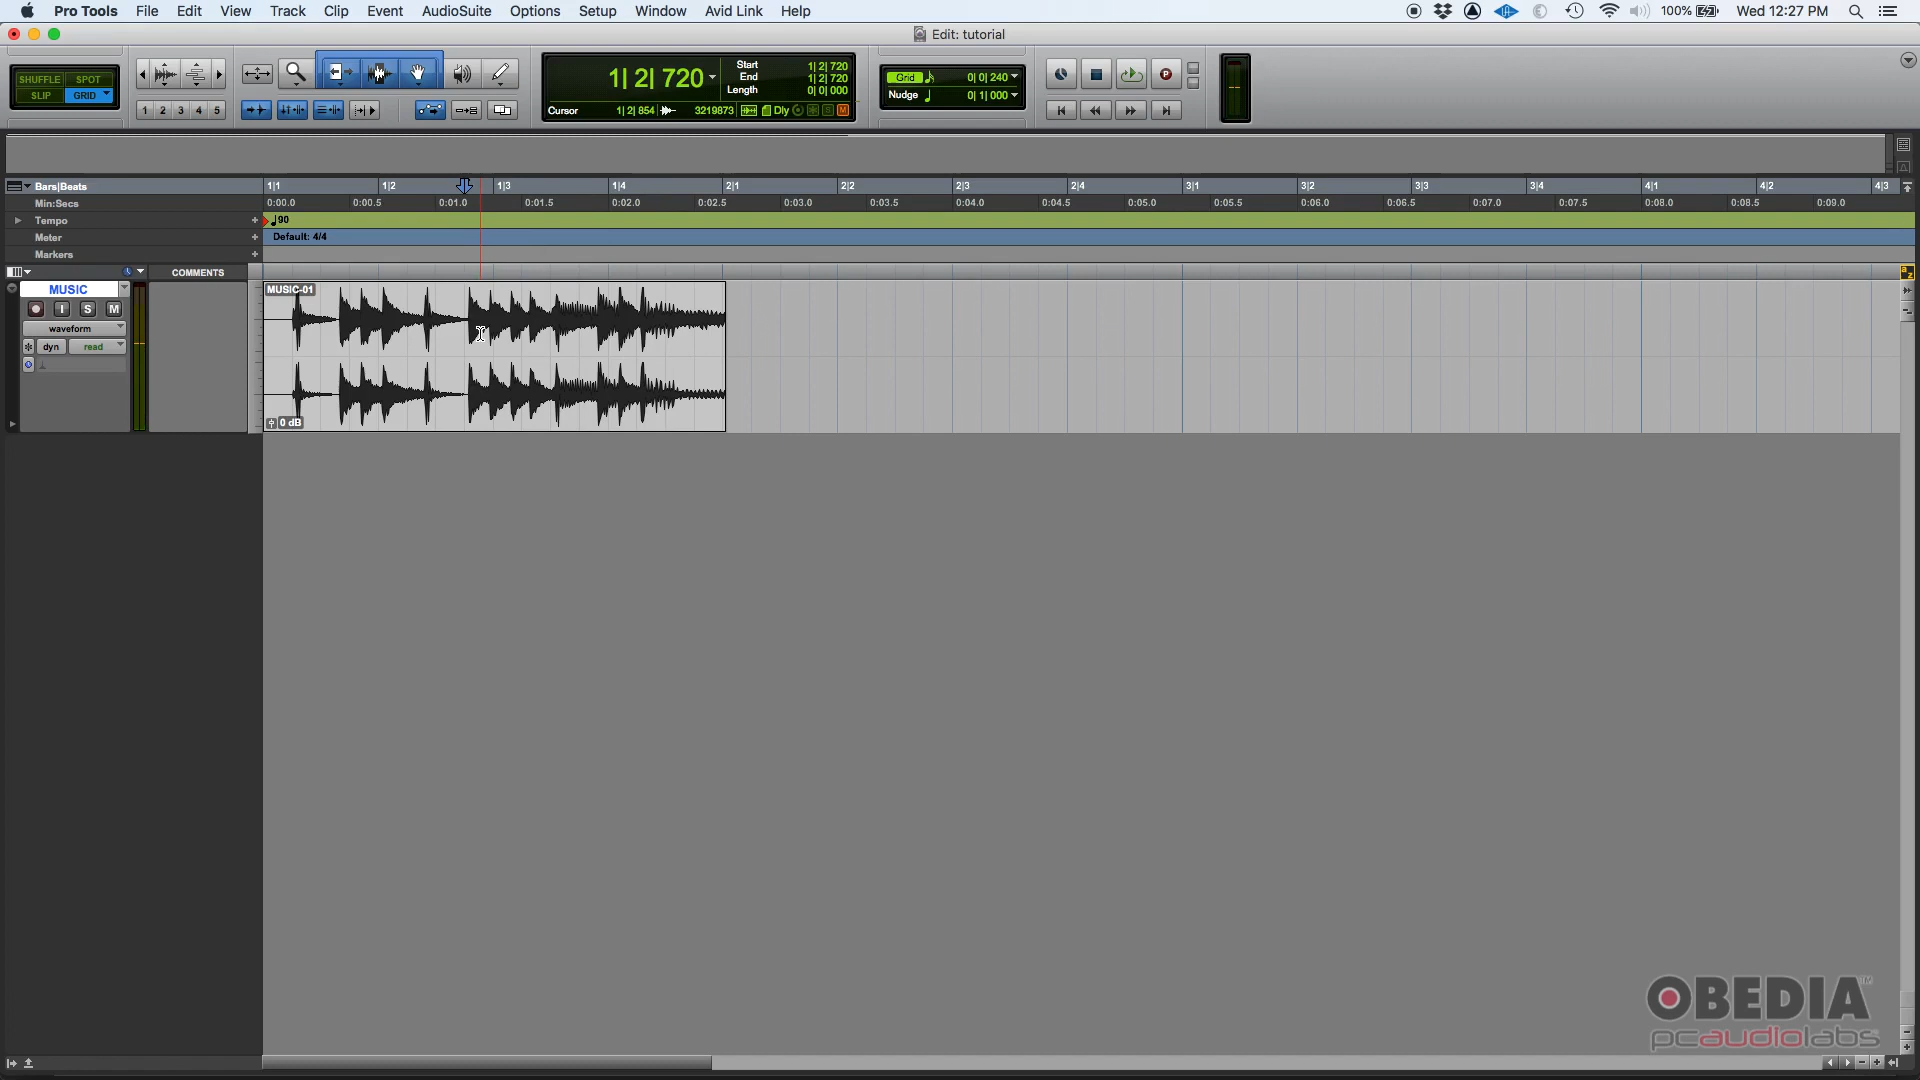 Pro Tools File Edit View Track Clip Event AudioSuite Options Setup Window Avid Link Help 100% Wed 12:27 PM
Edit: tutorial
SHUFFLE SPOT
SLIP GRID
1 2 3 4 5
1| 2| 720
Start 1| 2| 720
End 1| 2| 720
Length 0| 0| 000
Cursor 1| 2| 854 3219873 Dly
Grid 0| 0| 240
Nudge 0| 1| 000
Bars|Beats 1|1 1|2 1|3 1|4 2|1 2|2 2|3 2|4 3|1 3|2 3|3 3|4 4|1 4|2 4|3
Min:Secs 0:00.0 0:00.5 0:01.0 0:01.5 0:02.0 0:02.5 0:03.0 0:03.5 0:04.0 0:04.5 0:05.0 0:05.5 0:06.0 0:06.5 0:07.0 0:07.5 0:08.0 0:08.5 0:09.0
Tempo + 90
Meter + Default: 4/4
Markers +
COMMENTS
a z
MUSIC
MUSIC-01
I S M
waveform
dyn read
0 dB
OBEDIA™
pcaudiolabs